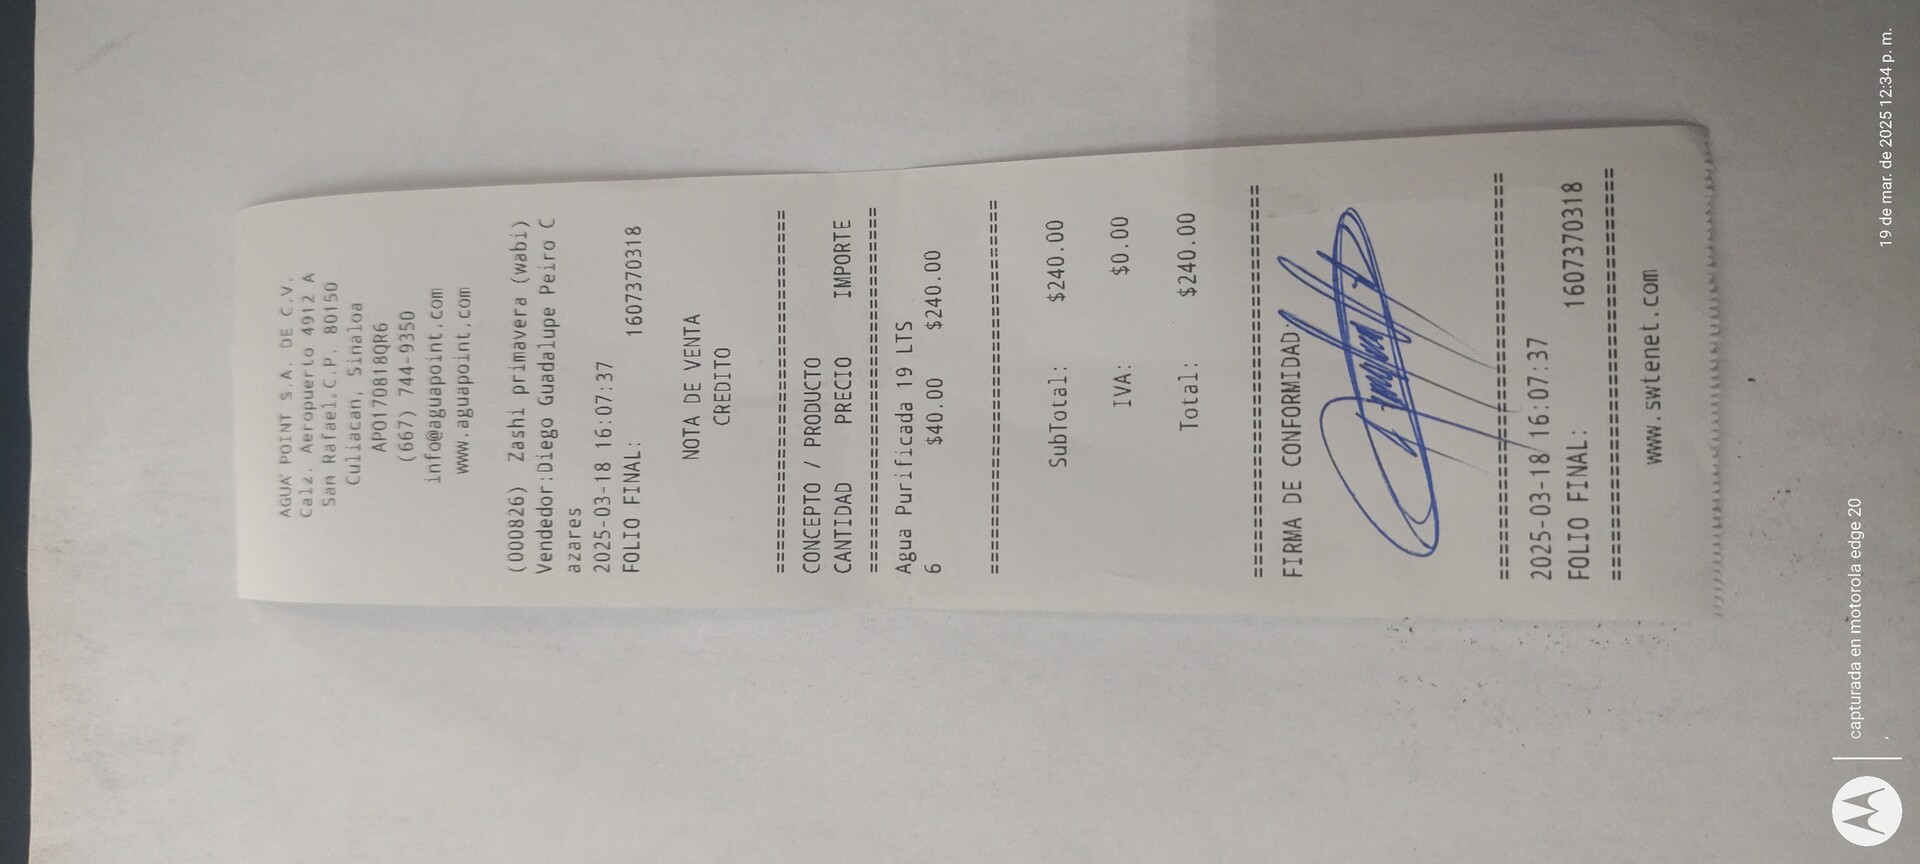 AGUA POINT S.A. DE C.V.
Calz. Aeropuerto 4912 A
San Rafael,C.P. 80150
Culiacan, Sinaloa
APO170818QR6
(667) 744-9350
info@aguapoint.com
www.aguapoint.com
(000826) Zashi primavera (wabi)
Vendedor:Diego Guadalupe Peiro C
azares
2025-03-18 16:07:37
FOLIO FINAL: 1607370318
NOTA DE VENTA
CREDITO
================================
CONCEPTO / PRODUCTO
CANTIDAD PRECIO IMPORTE
================================
Agua Purificada 19 LTS
6 $40.00 $240.00
================================
SubTotal: $240.00
IVA: $0.00
Total: $240.00
================================
FIRMA DE CONFORMIDAD:
================================
2025-03-18 16:07:37
FOLIO FINAL: 1607370318
================================
www.swtenet.com
capturada en motorola edge 20
19 de mar. de 2025 12:34 p. m.